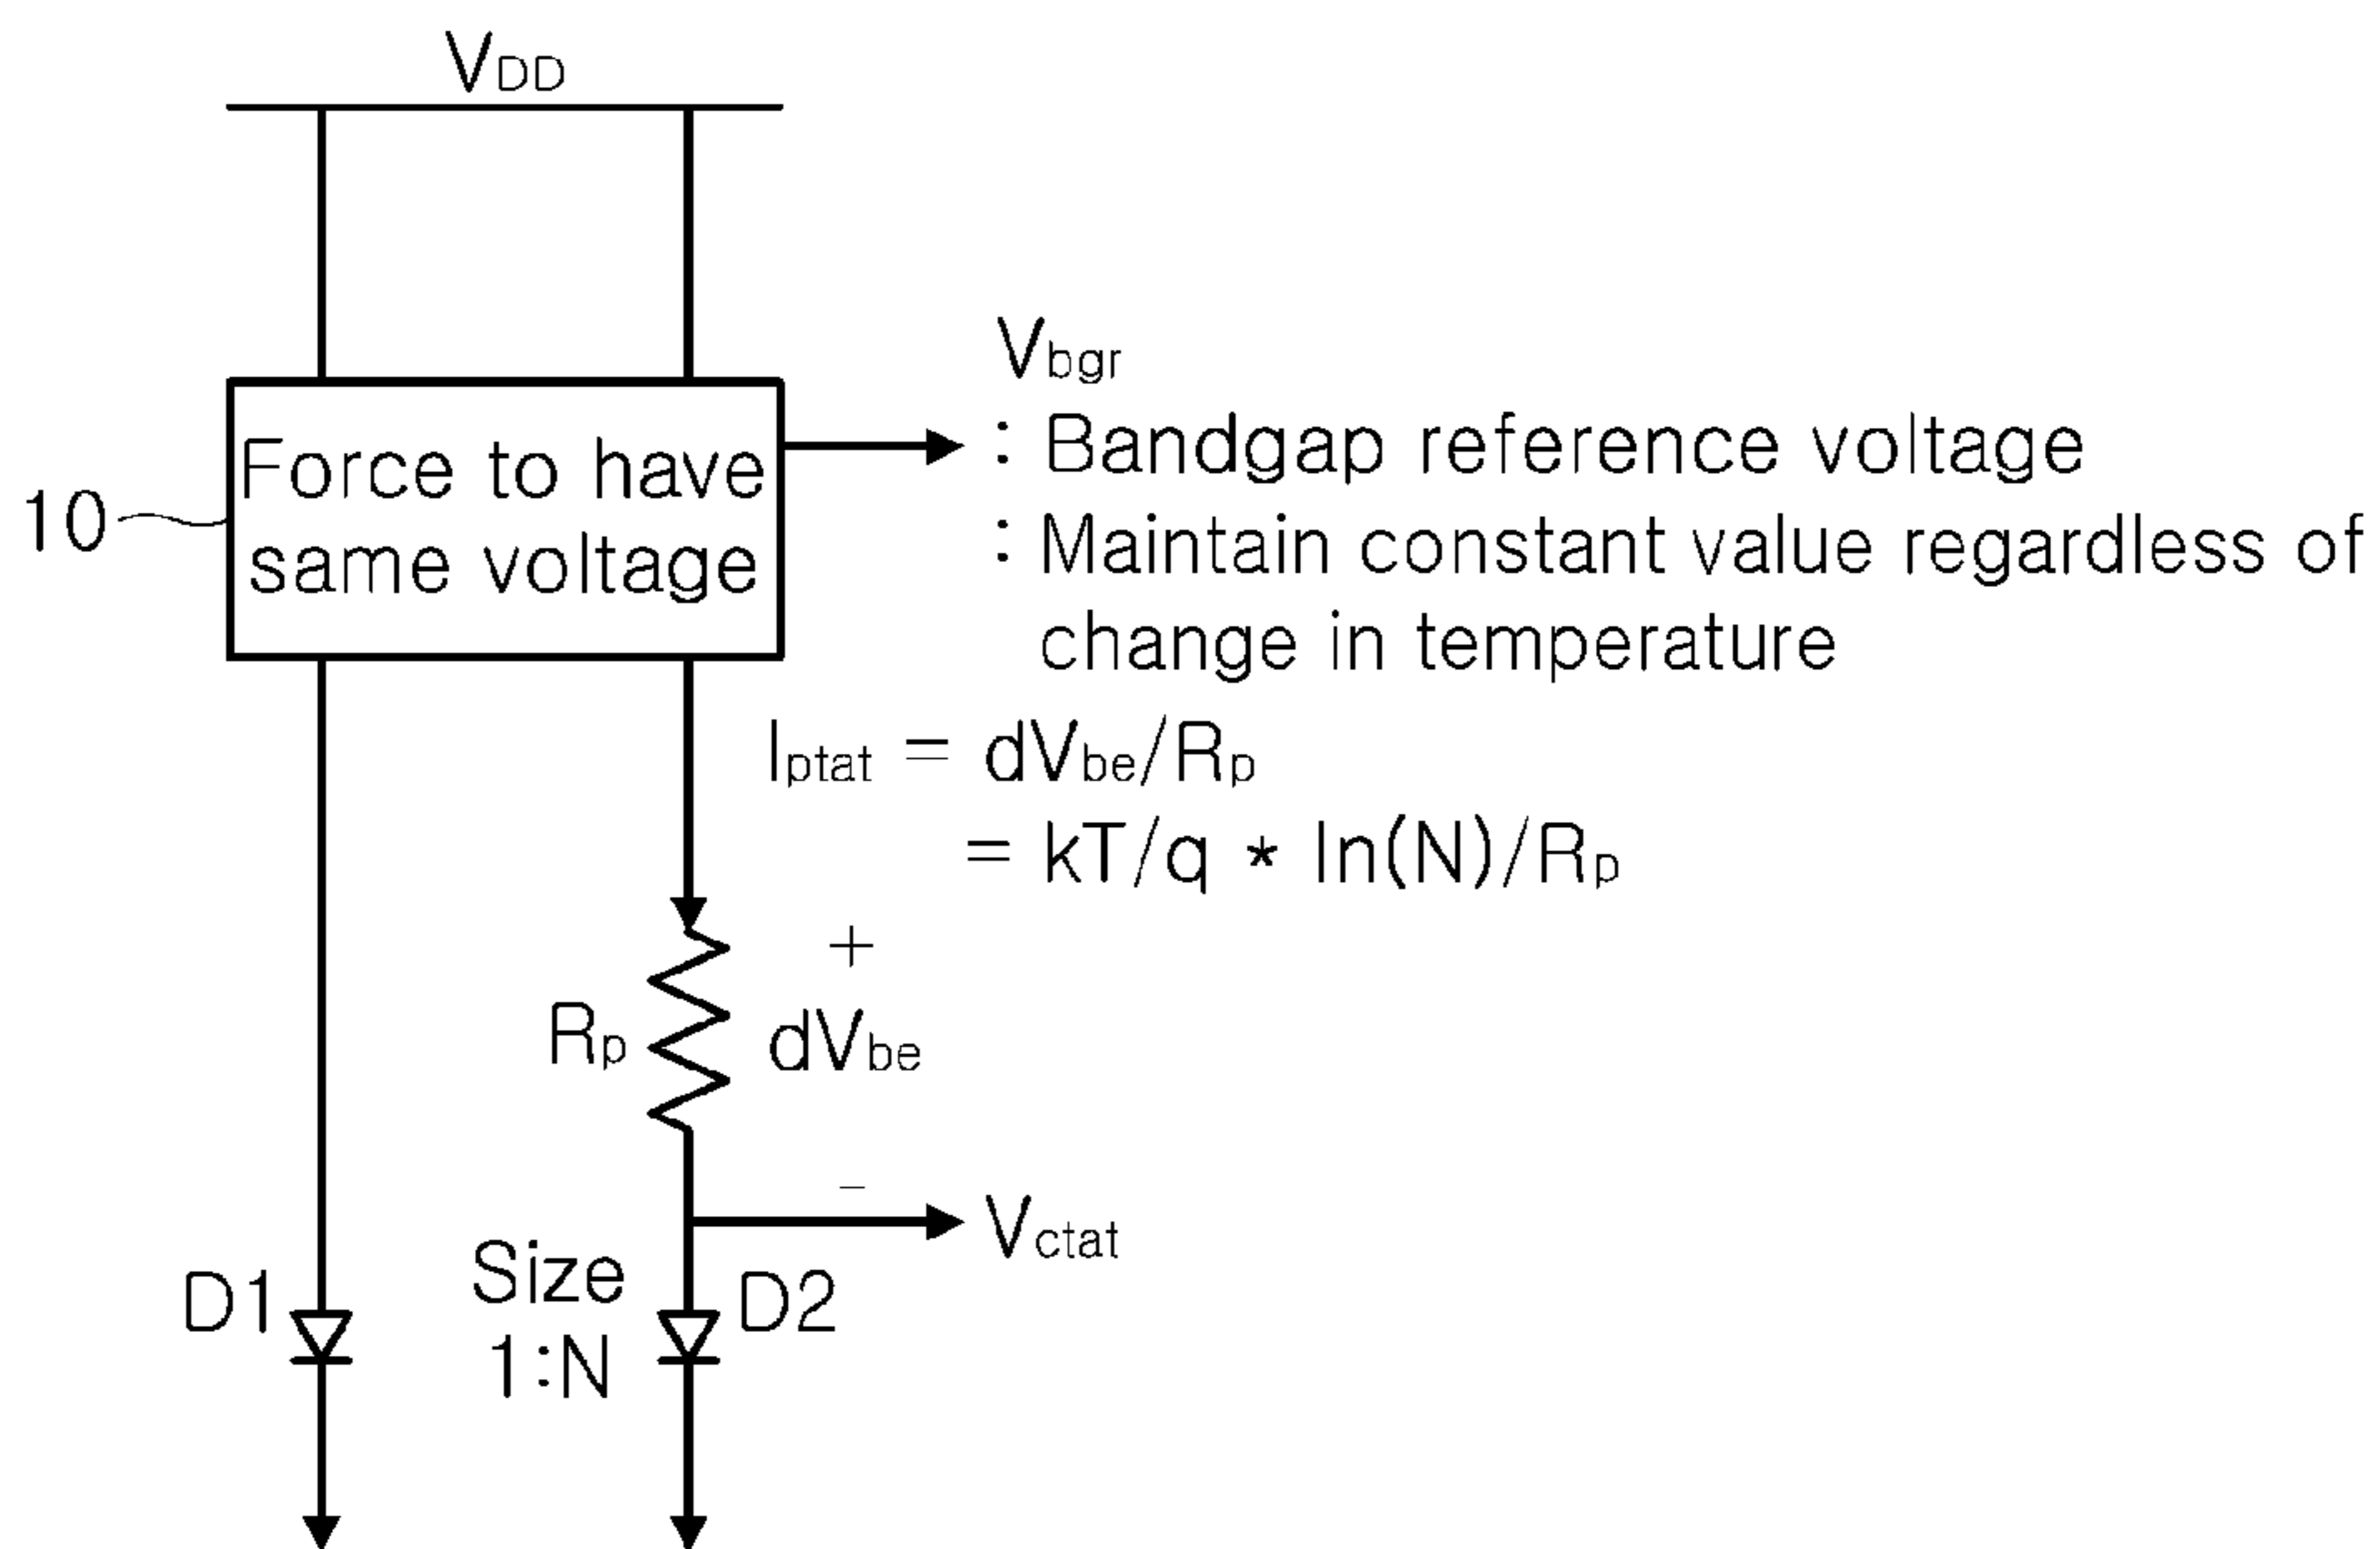 VDD
Vbgr
Force to have
same voltage
10
: Bandgap reference voltage
: Maintain constant value regardless of
change in temperature
Iptat = dVbe/Rp
= kT/q * ln(N)/Rp
+
Rp
dVbe
-
Vctat
D1
Size
1:N
D2